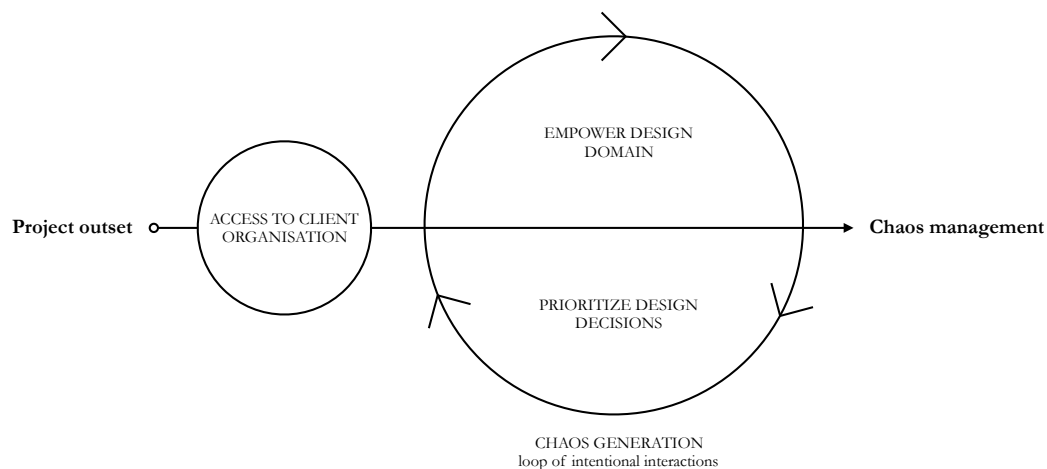 EMPOWER DESIGN
DOMAIN
Project outset
ACCESS TO CLIENT
ORGANISATION
Chaos management
PRIORITIZE DESIGN
DECISIONS
CHAOS GENERATION
loop of intentional interactions